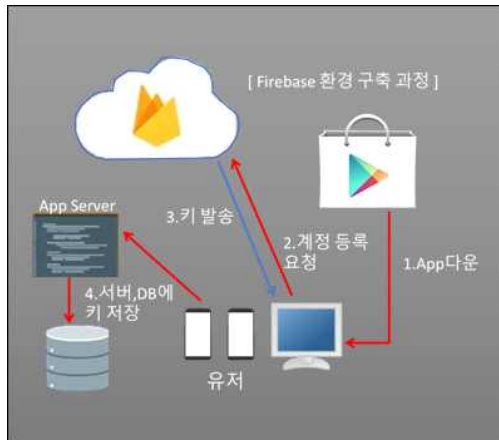 [ Firebase 환경 구축 과정 ]
App Server
3.키 발송
2.계정 등록
요청
1.App다운
4.서버,DB에
키 저장
유저